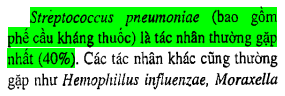 Streptococcus pneumoniae (bao gồm
phế cầu kháng thuốc) là tác nhân thường gặp
nhất (40%). Các tác nhân khác cũng thường
gặp như Hemophillus influenzae, Moraxella